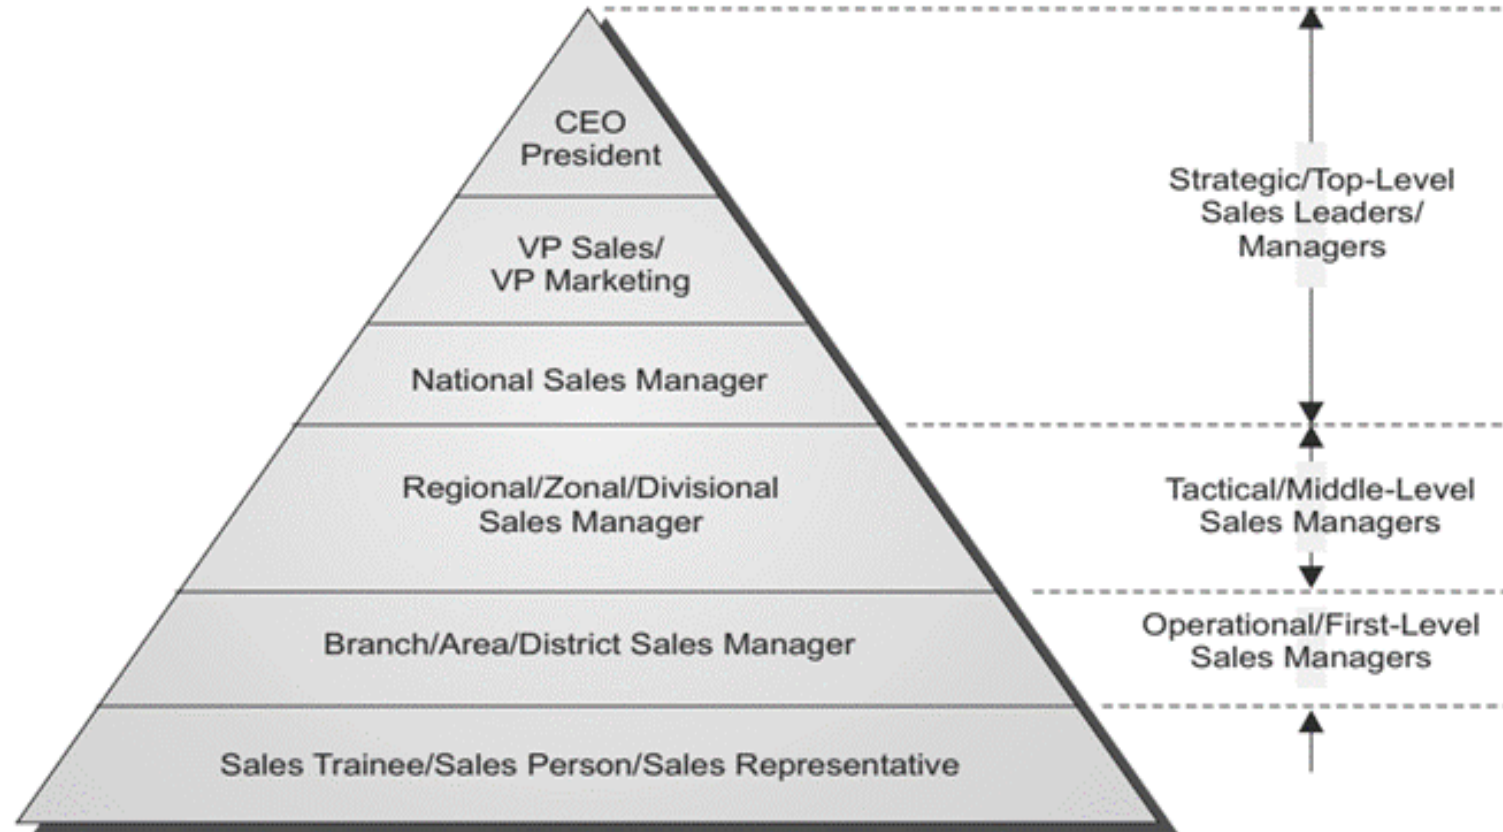 CEO
President
VP Sales/
VP Marketing
National Sales Manager
Regional/Zonal/Divisional
Sales Manager
Branch/Area/District Sales Manager
Sales Trainee/Sales Person/Sales Representative
Strategic/Top-Level
Sales Leaders/
Managers
Tactical/Middle-Level
Sales Managers
Operational/First-Level
Sales Managers